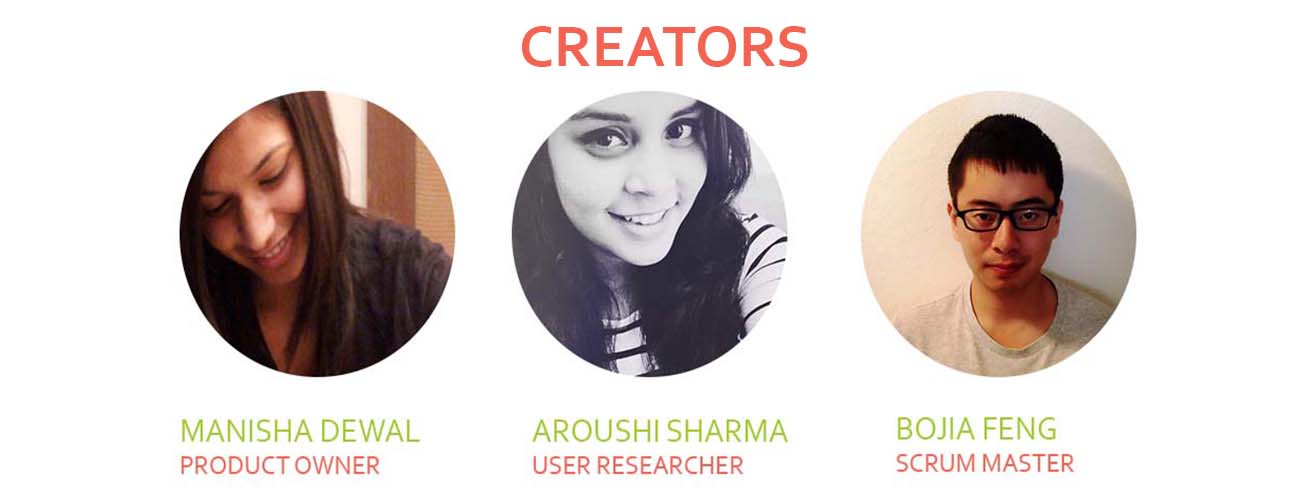 CREATORS
MANISHA DEWAL
PRODUCT OWNER
AROUSHI SHARMA
USER RESEARCHER
BOJIA FENG
SCRUM MASTER